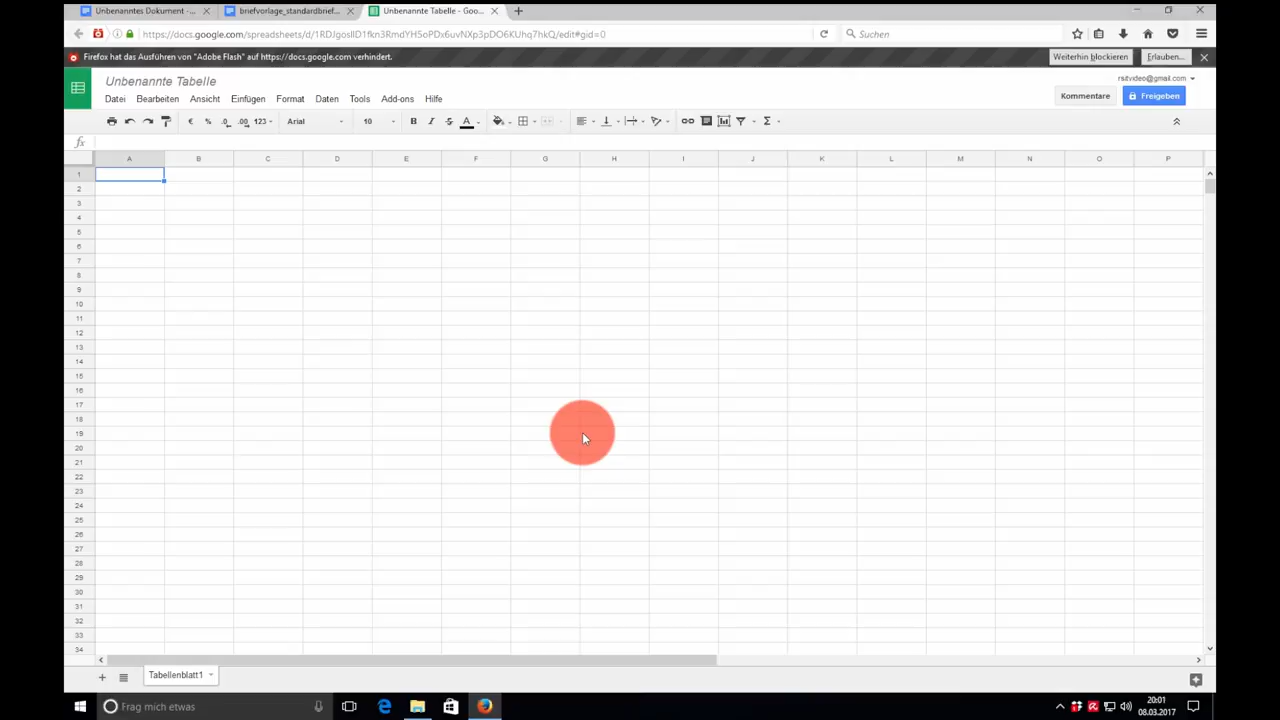 Unbenanntes Dokument -...
briefvorlage_standardbrief...
Unbenannte Tabelle - Goo...
https://docs.google.com/spreadsheets/d/1RDJgoslID1fkn3RmdYHSoPDx6uvNXp3pDO6KUhq7hkQ/edit#gid=0
Suchen
Firefox hat das Ausführen von "Adobe Flash" auf https://docs.google.com verhindert.
Weiterhin blockieren
Erlauben...
Unbenannte Tabelle
rsitvideo@gmail.com
Datei Bearbeiten Ansicht Einfügen Format Daten Tools Add-ons Hilfe
Kommentare
Freigeben
€ % .0 .00 123 Arial 10 B I S A Σ
fx
A B C D E F G H I J K L M N O P
1
2
3
4
5
6
7
8
9
10
11
12
13
14
15
16
17
18
19
20
21
22
23
24
25
26
27
28
29
30
31
32
33
34
Tabellenblatt1
Frag mich etwas
20:01
08.03.2017